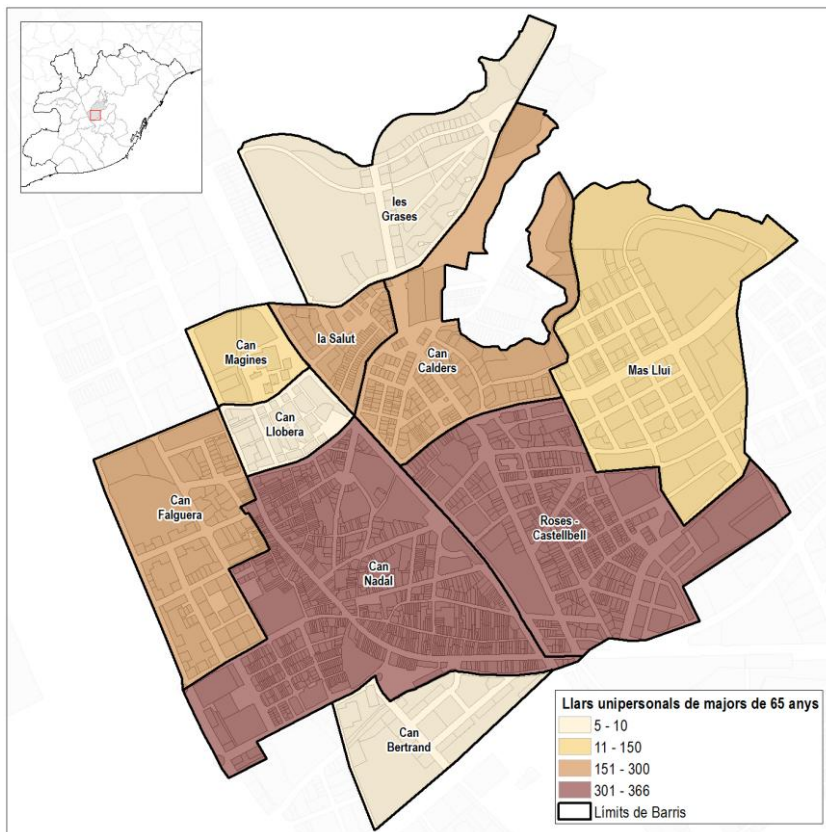 les
Grases
Can
Magines
la Salut
Can
Calders
Mas Lluí
Can
Llobera
Can
Falguera
Roses -
Castellbell
Can
Nadal
Can
Bertrand
Llars unipersonals de majors de 65 anys
5 - 10
11 - 150
151 - 300
301 - 366
Límits de Barris